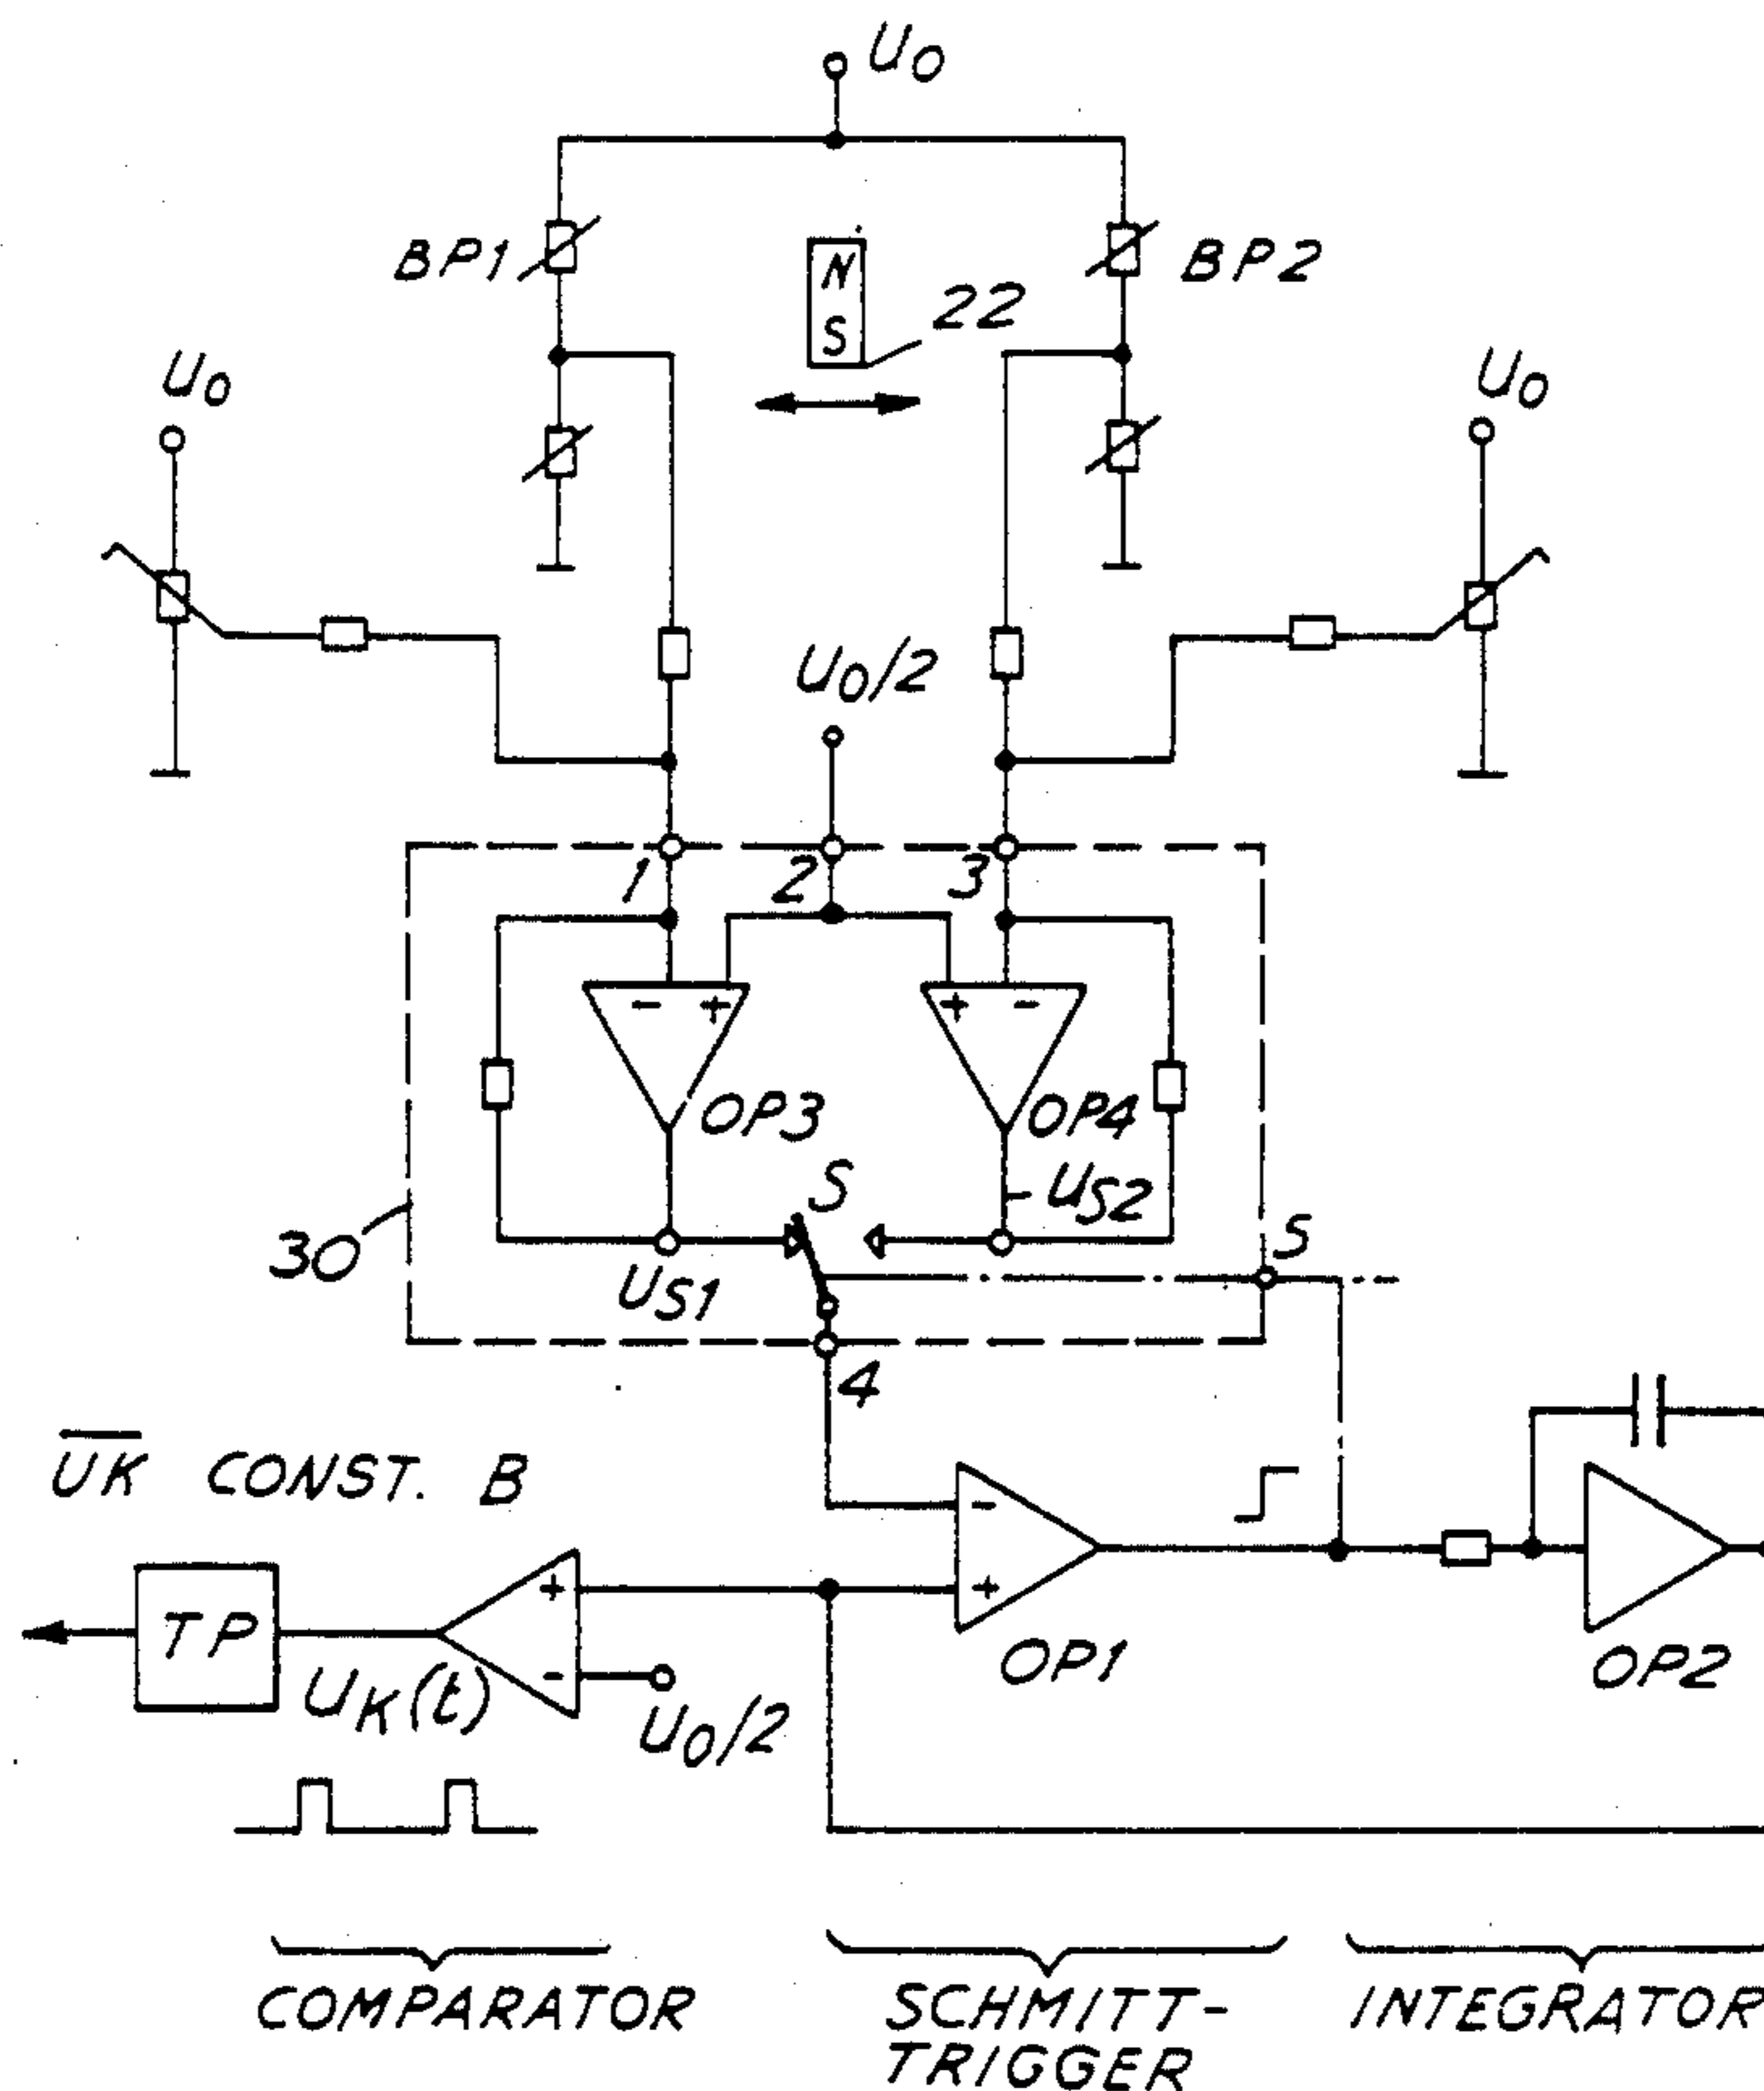 U0
BP1
N
S
BP2
22
U0
U0
U0/2
1
2
3
- +
+ -
OP3
OP4
S
US2
30
US1
S
4
UK CONST. B
-
+
+
-
TP
UK(t)
U0/2
OP1
OP2
COMPARATOR
SCHMITT-
TRIGGER
INTEGRATOR